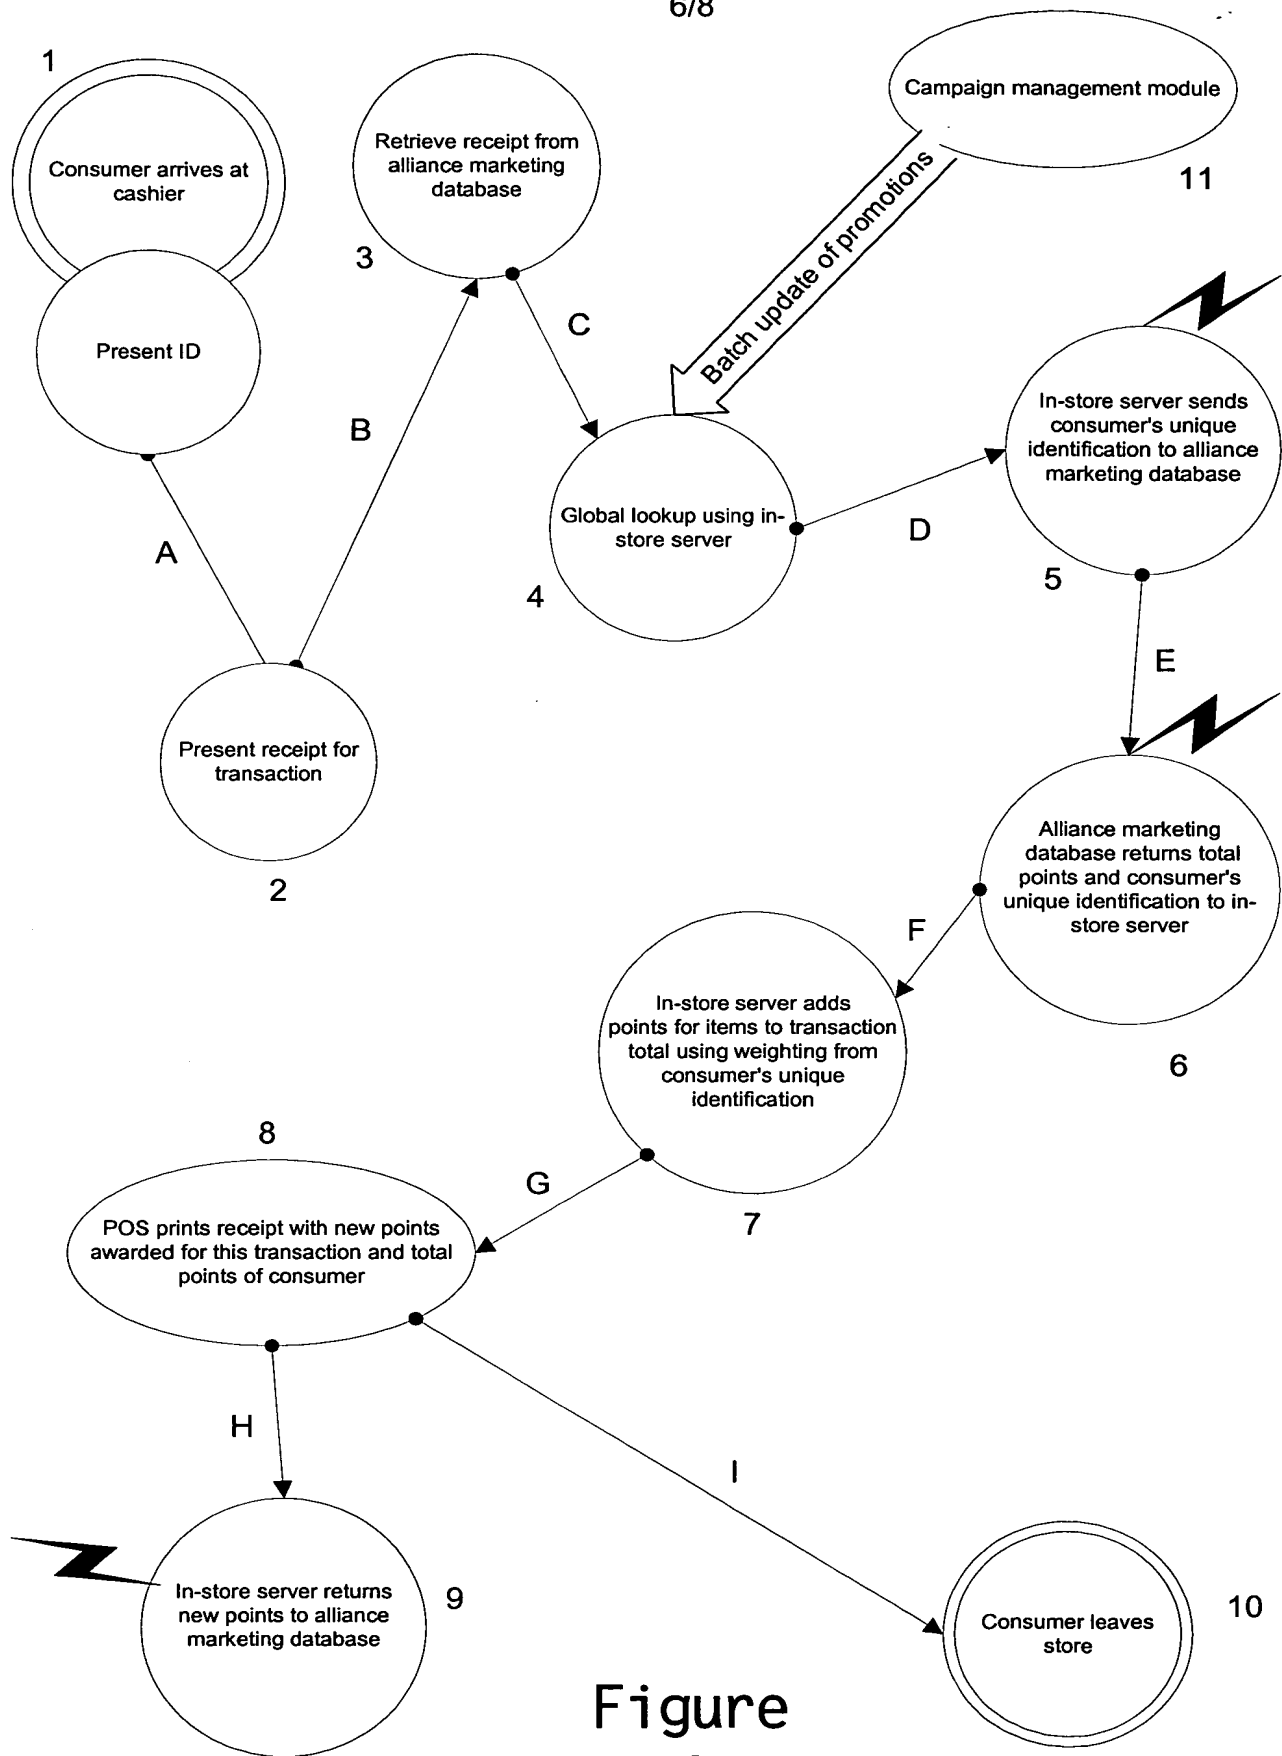 6/8
1
Consumer arrives at
cashier
Present ID
A
Retrieve receipt from
alliance marketing
database
3
Campaign management module
11
Batch update of promotions
B
C
Global lookup using in-
store server
4
D
In-store server sends
consumer's unique
identification to alliance
marketing database
5
E
Present receipt for
transaction
2
Alliance marketing
database returns total
points and consumer's
unique identification to in-
store server
6
F
In-store server adds
points for items to transaction
total using weighting from
consumer's unique
identification
7
G
8
POS prints receipt with new points
awarded for this transaction and total
points of consumer
H
I
In-store server returns
new points to alliance
marketing database
9
Consumer leaves
store
10
Figure